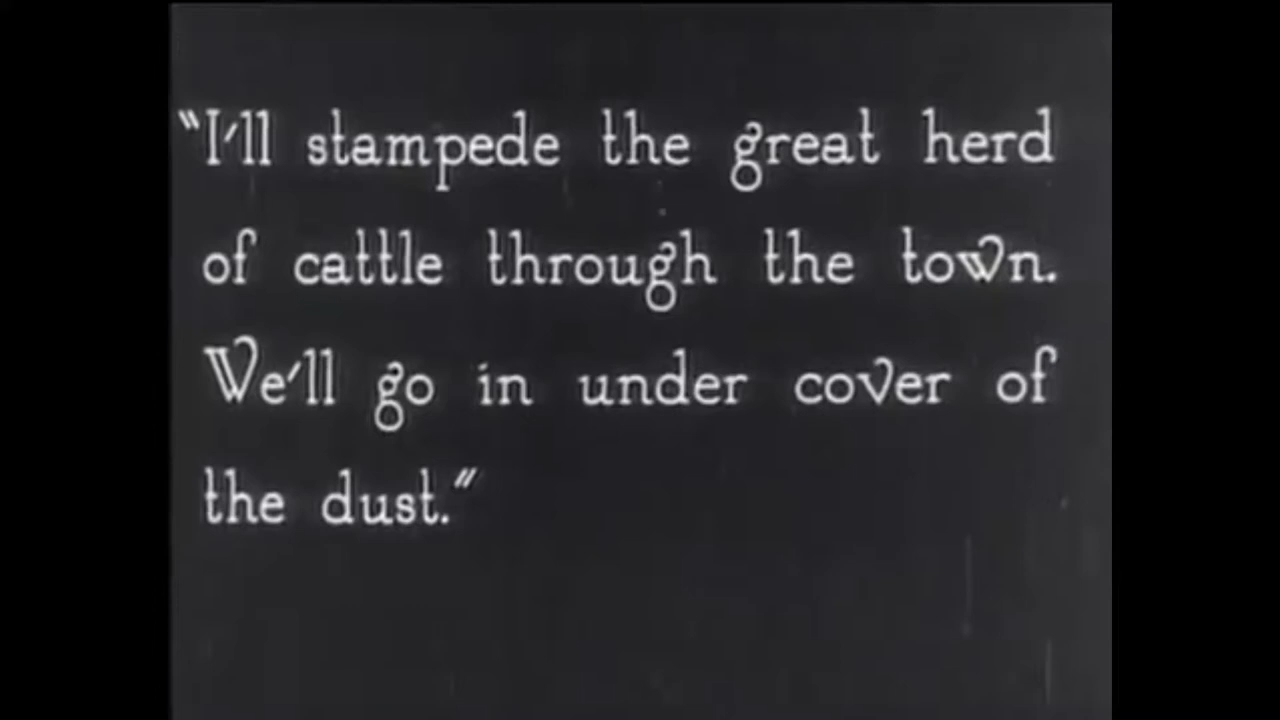 "I'll stampede the great herd
of cattle through the town.
We'll go in under cover of
the dust."